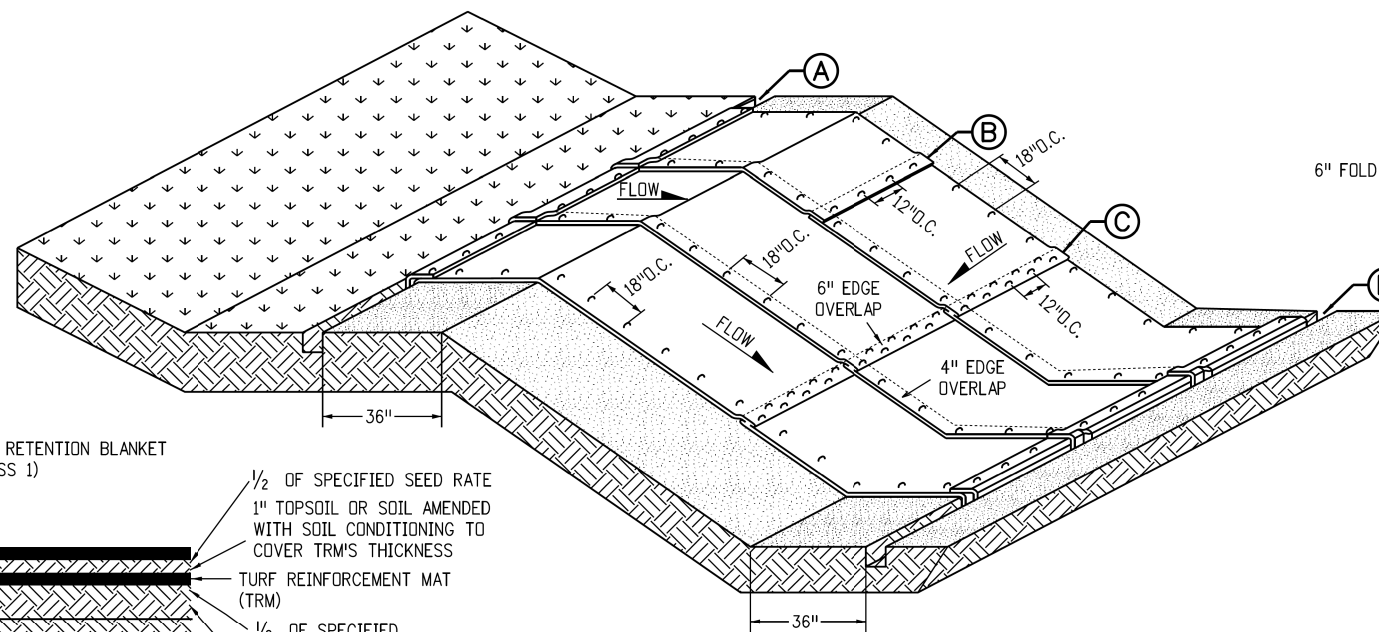 A
B
18"O.C.
6" FOLD
FLOW
12"O.C.
C
18"O.C.
FLOW
18"O.C.
6" EDGE
OVERLAP
12"O.C.
FLOW
4" EDGE
OVERLAP
36"
RETENTION BLANKET
SS 1)
½ OF SPECIFIED SEED RATE
1" TOPSOIL OR SOIL AMENDED
WITH SOIL CONDITIONING TO
COVER TRM'S THICKNESS
TURF REINFORCEMENT MAT
(TRM)
½ OF SPECIFIED
36"